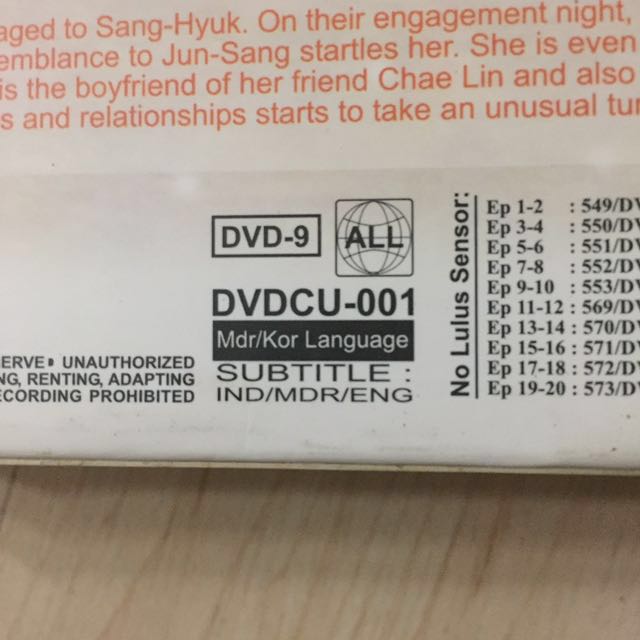 aged to Sang-Hyuk. On their engagement night,
emblance to Jun-Sang startles her. She is even
is the boyfriend of her friend Chae Lin and also
s and relationships starts to take an unusual tu
DVD-9
ALL
DVDCU-001
Mdr/Kor Language
SUBTITLE :
IND/MDR/ENG
SERVE UNAUTHORIZED
NG, RENTING, ADAPTING
ECORDING PROHIBITED
No Lulus Sensor:
Ep 1-2 : 549/DV
Ep 3-4 : 550/DV
Ep 5-6 : 551/DV
Ep 7-8 : 552/DV
Ep 9-10 : 553/DV
Ep 11-12 : 569/DV
Ep 13-14 : 570/DV
Ep 15-16 : 571/DV
Ep 17-18 : 572/DV
Ep 19-20 : 573/DV